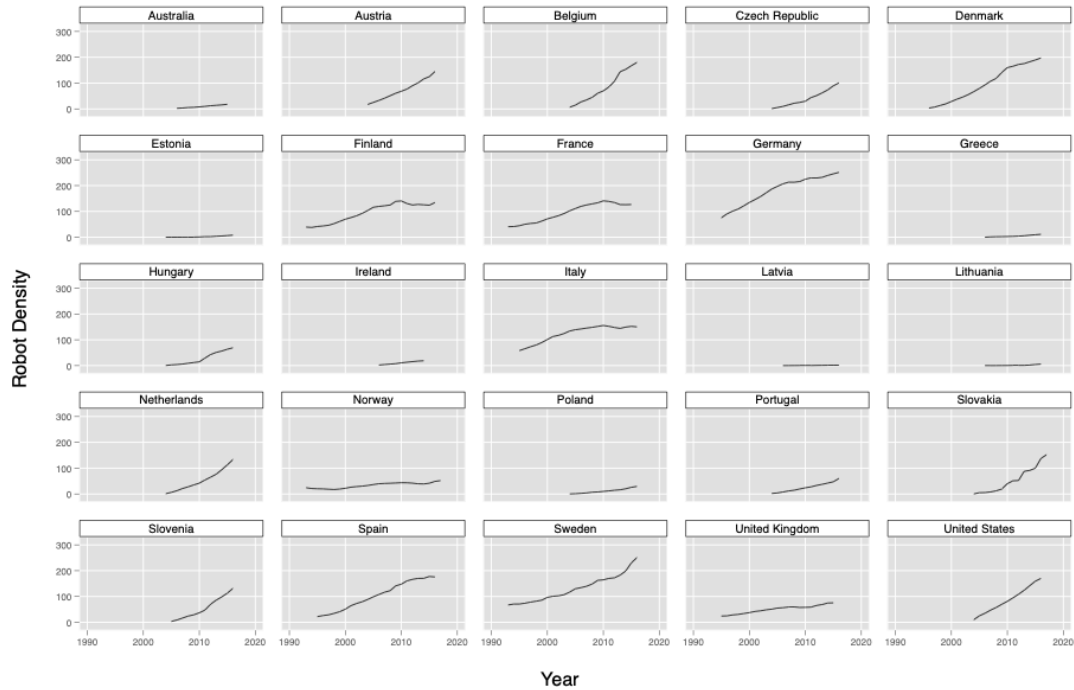 Australia Austria Belgium Czech Republic Denmark
300
200
100
0
Estonia Finland France Germany Greece
300
200
100
0
Hungary Ireland Italy Latvia Lithuania
300
200
100
0
Netherlands Norway Poland Portugal Slovakia
300
200
100
0
Slovenia Spain Sweden United Kingdom United States
300
200
100
0
1990 2000 2010 2020 1990 2000 2010 2020 1990 2000 2010 2020 1990 2000 2010 2020 1990 2000 2010 2020
Robot Density
Year